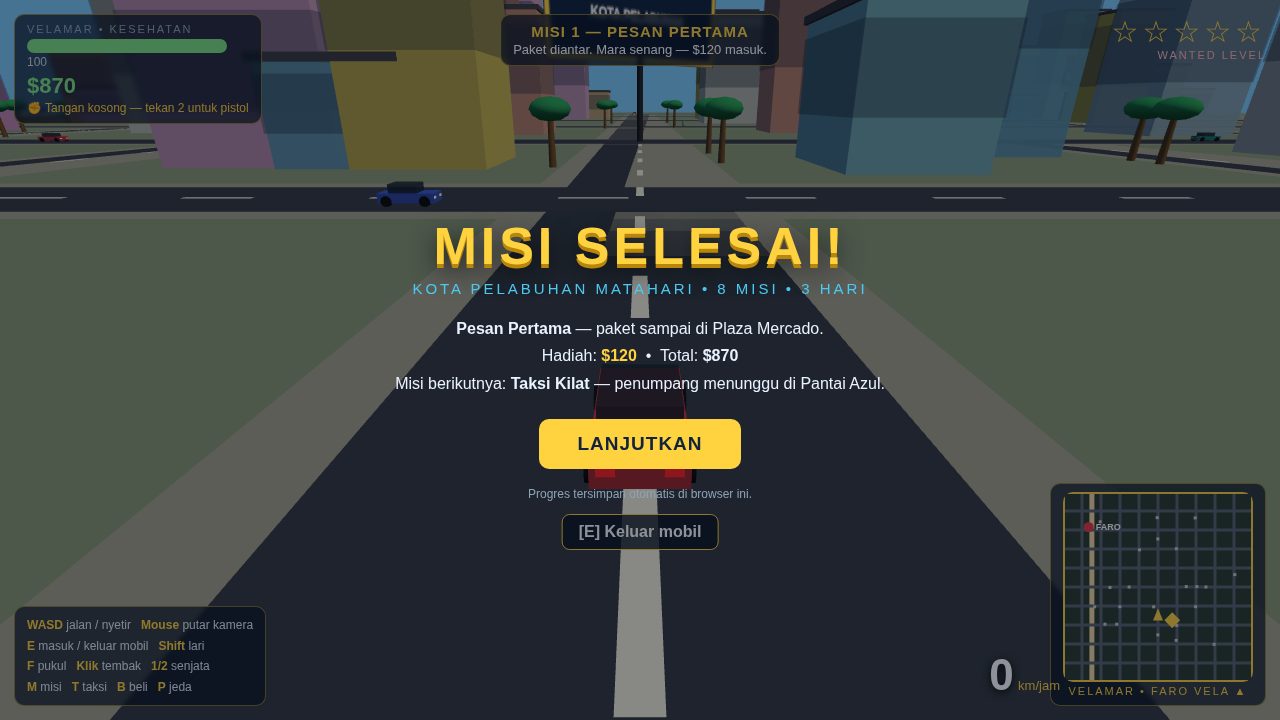 VELAMAR • KESEHATAN
100
$870
✊ Tangan kosong — tekan 2 untuk pistol
MISI 1 — PESAN PERTAMA
Paket diantar. Mara senang — $120 masuk.
☆ ☆ ☆ ☆ ☆
WANTED LEVEL
MISI SELESAI!
KOTA PELABUHAN MATAHARI • 8 MISI • 3 HARI
Pesan Pertama — paket sampai di Plaza Mercado.
Hadiah: $120 • Total: $870
Misi berikutnya: Taksi Kilat — penumpang menunggu di Pantai Azul.
LANJUTKAN
Progres tersimpan otomatis di browser ini.
[E] Keluar mobil
WASD jalan / nyetir Mouse putar kamera
E masuk / keluar mobil Shift lari
F pukul Klik tembak 1/2 senjata
M misi T taksi B beli P jeda
0 km/jam
FARO
VELAMAR • FARO VELA ▲